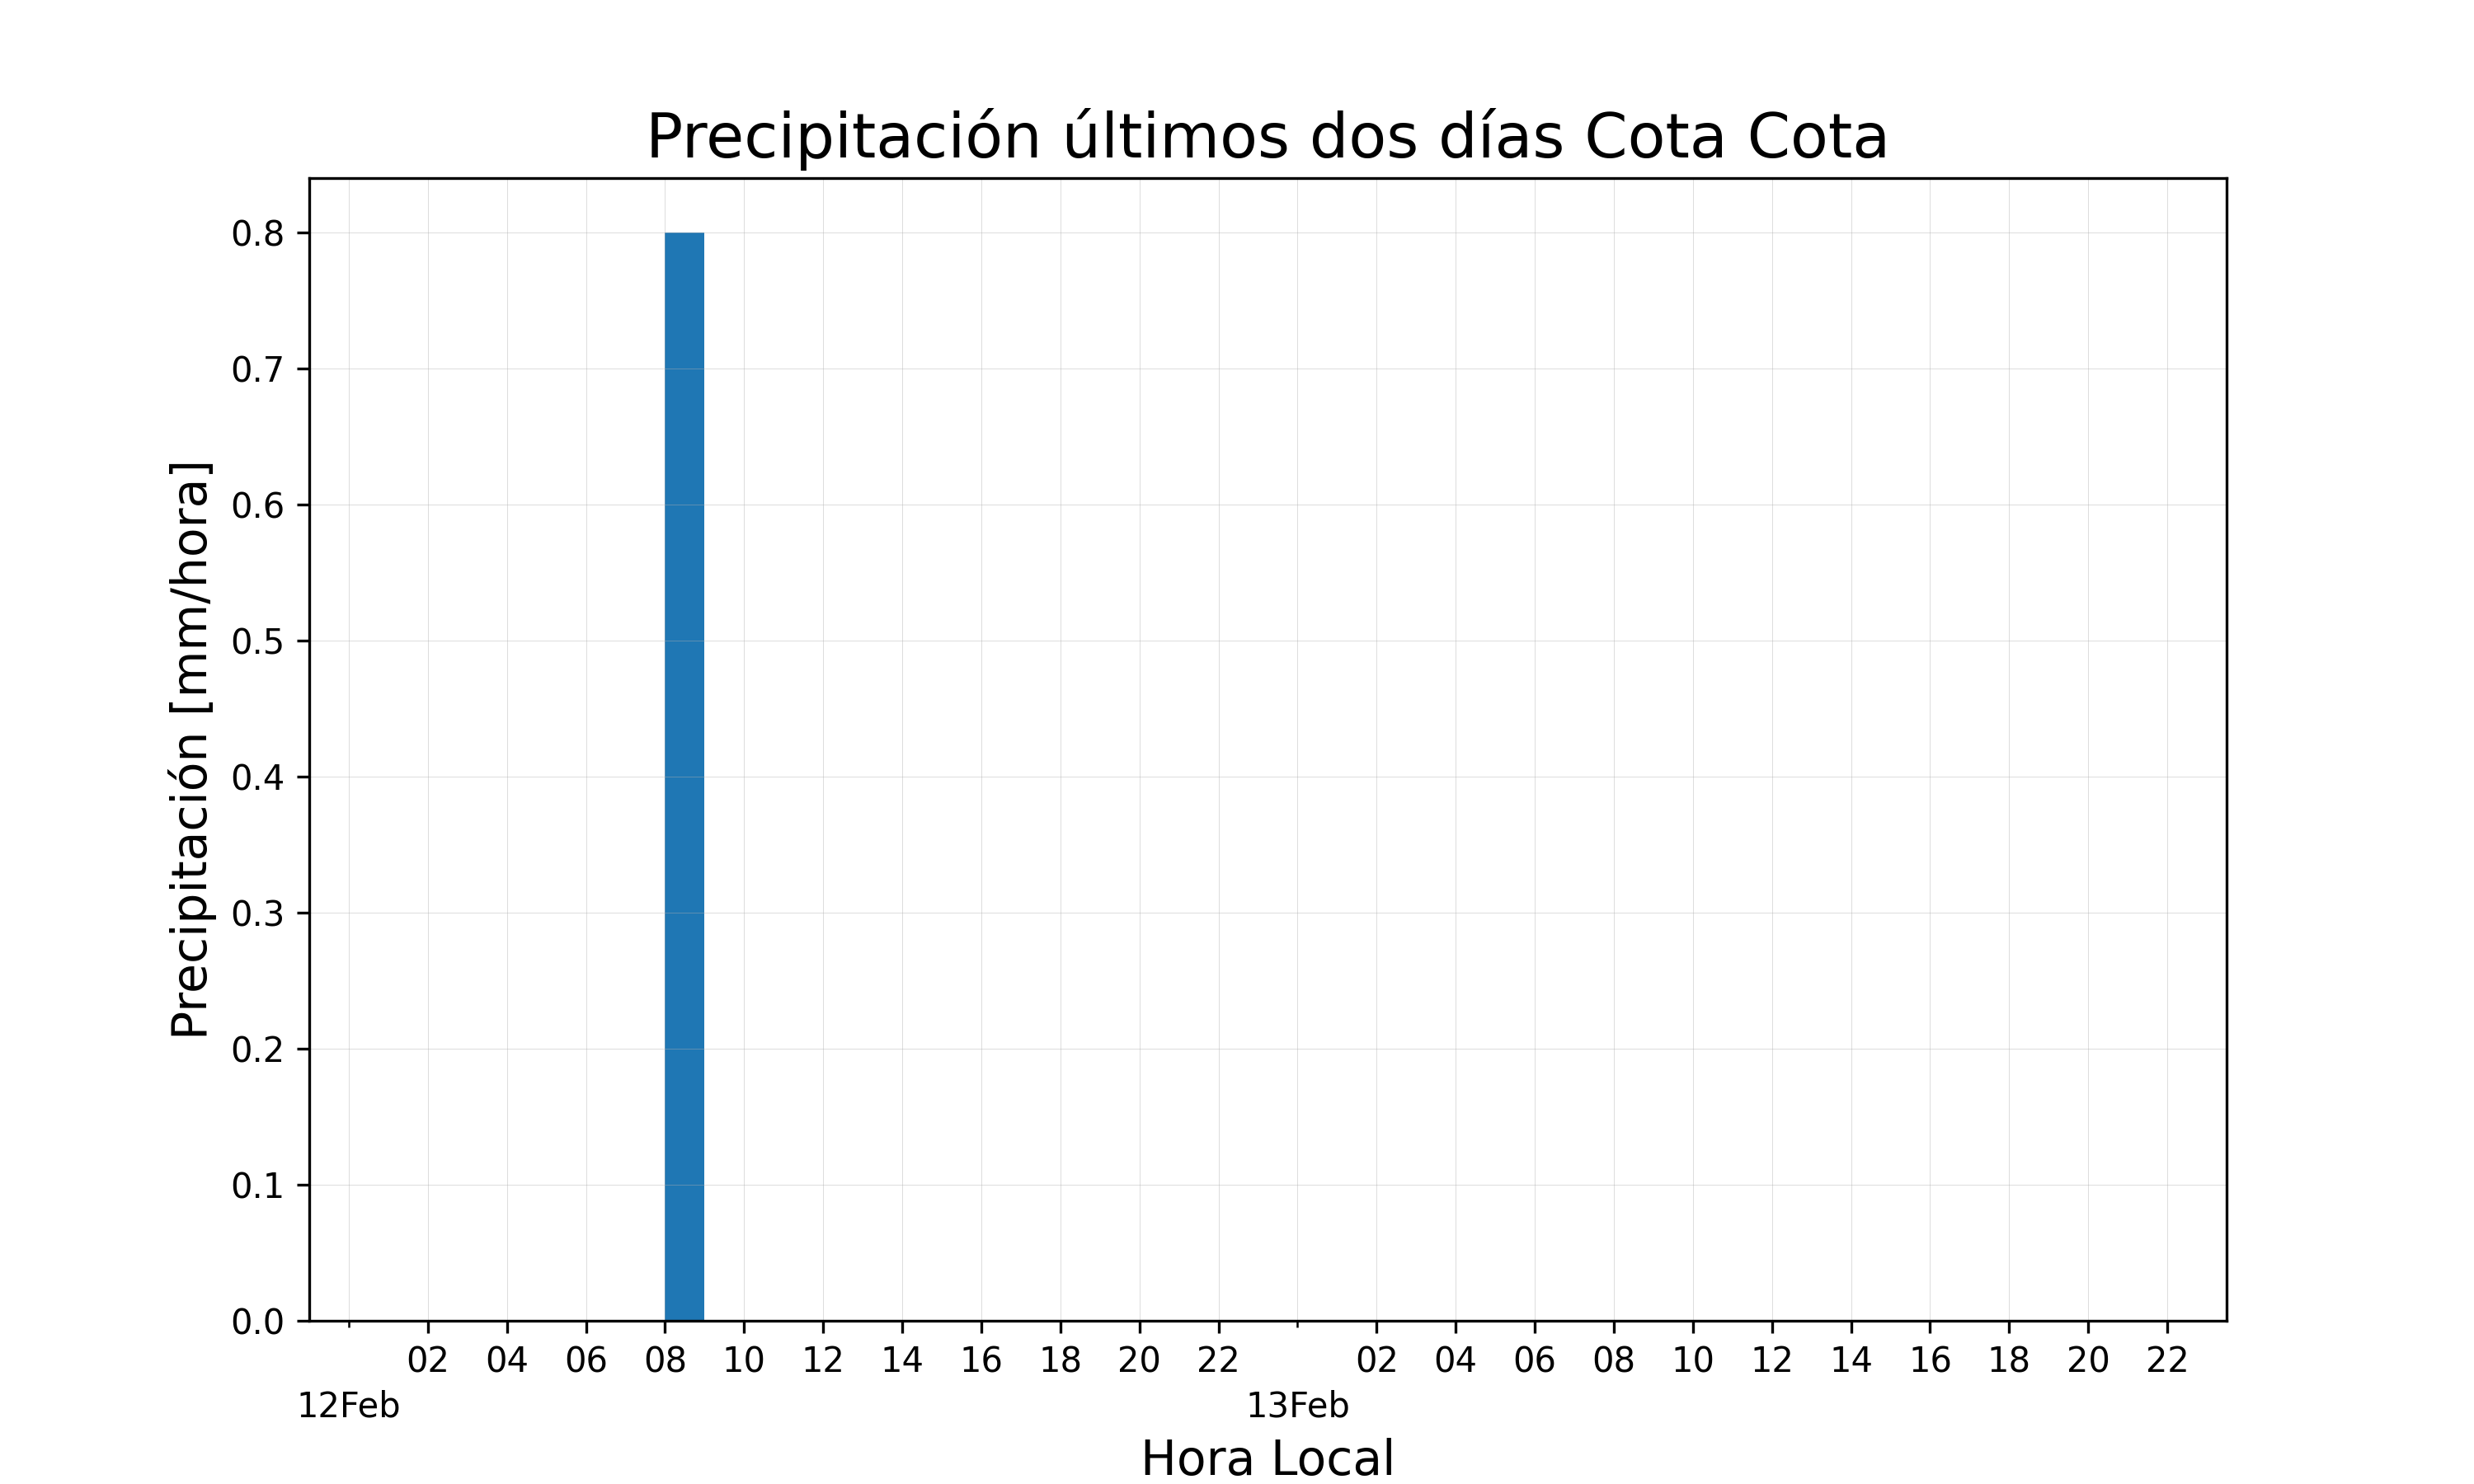 Precipitación últimos dos días Cota Cota
Precipitación [mm/hora]
0.8
0.7
0.6
0.5
0.4
0.3
0.2
0.1
0.0
02 04 06 08 10 12 14 16 18 20 22 02 04 06 08 10 12 14 16 18 20 22
12Feb 13Feb
Hora Local